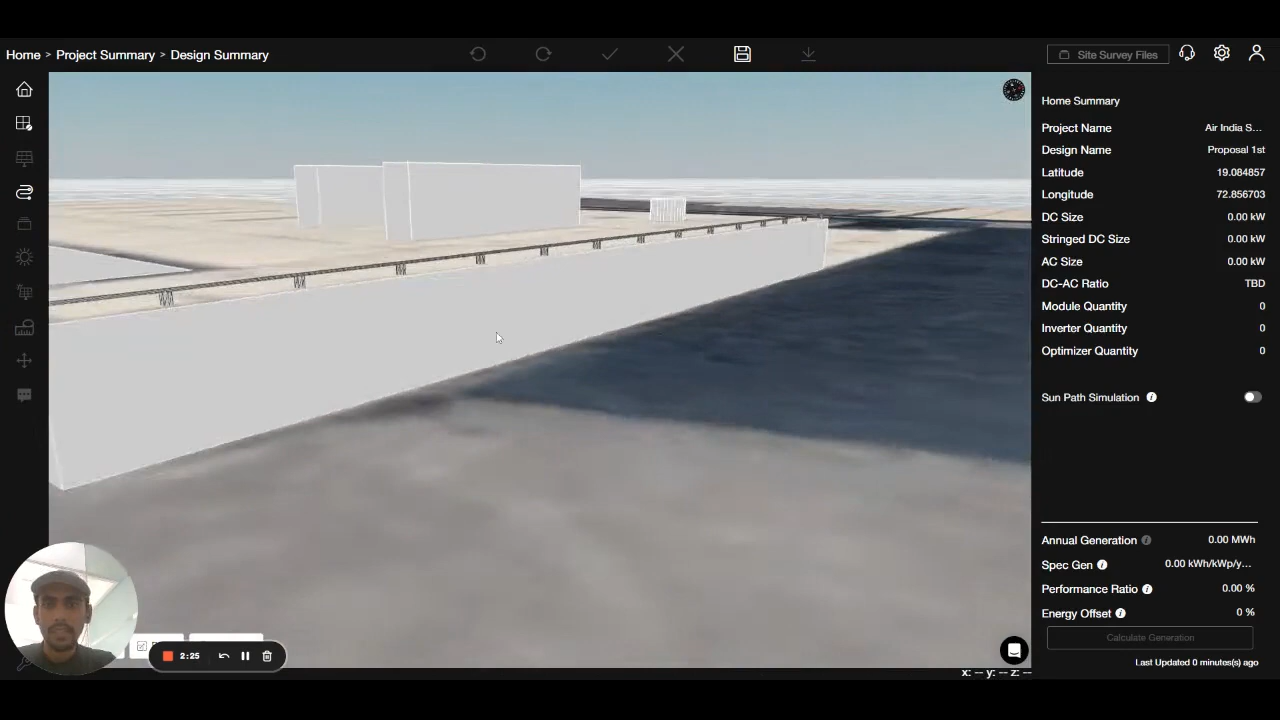 Home > Project Summary > Design Summary
Site Survey Files
Home Summary
Project Name Air India S...
Design Name Proposal 1st
Latitude 19.084857
Longitude 72.856703
DC Size 0.00 kW
Stringed DC Size 0.00 kW
AC Size 0.00 kW
DC-AC Ratio TBD
Module Quantity 0
Inverter Quantity 0
Optimizer Quantity 0
Sun Path Simulation
Annual Generation 0.00 MWh
Spec Gen 0.00 kWh/kWp/y...
Performance Ratio 0.00 %
Energy Offset 0 %
Calculate Generation
Last Updated 0 minutes(s) ago
2:25
x: -- y: -- z: --